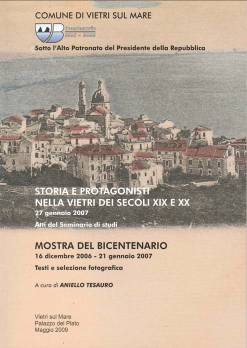 COMUNE DI VIETRI SUL MARE
Sotto l'Alto Patronato del Presidente della Repubblica
STORIA E PROTAGONISTI
NELLA VIETRI DEI SECOLI XIX E XX
27 gennaio 2007
Atti del Seminario di studi
MOSTRA DEL BICENTENARIO
16 dicembre 2006 - 21 gennaio 2007
Testi e selezione fotografica
A cura di ANIELLO TESAURO
Vietri sul Mare
Palazzo del Plato
Maggio 2009